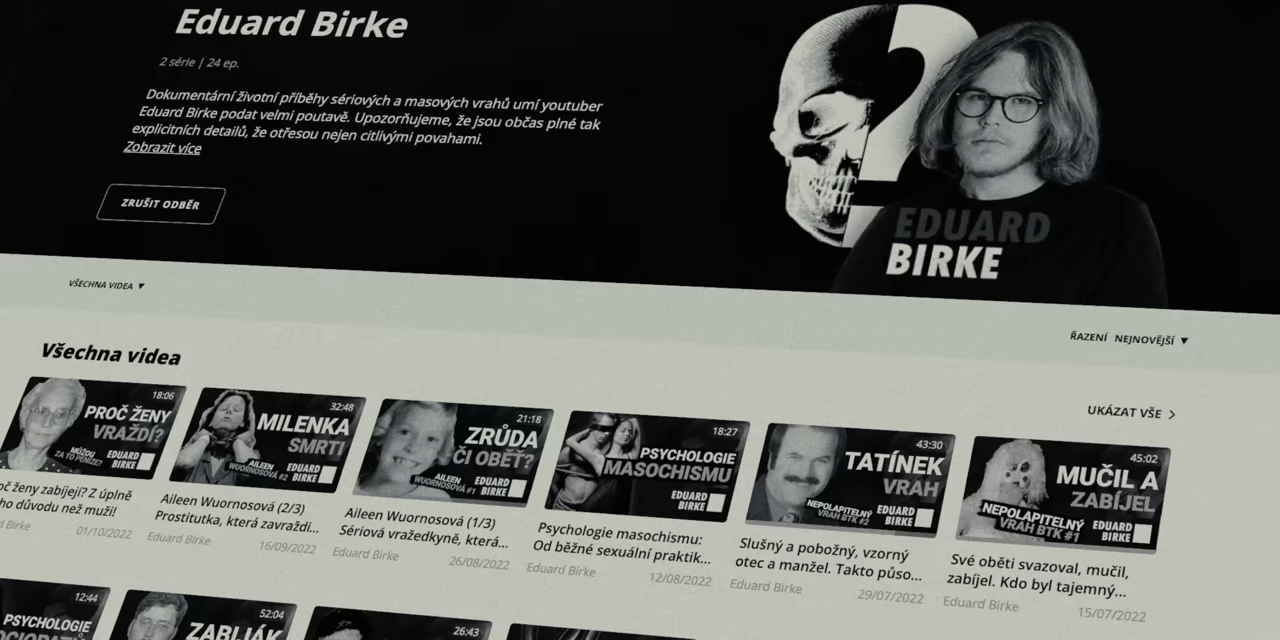 Eduard Birke
2 série | 24 ep.
Dokumentární životní příběhy sériových a masových vrahů umí youtuber
Eduard Birke podat velmi poutavě. Upozorňujeme, že jsou občas plné tak
explicitních detailů, že otřesou nejen citlivými povahami.
Zobrazit více
ZRUŠIT ODBĚR
EDUARD
BIRKE
VŠECHNA VIDEA ▼
ŘAZENÍ NEJNOVĚJŠÍ ▼
Všechna videa
UKÁZAT VŠE >
18:06
PROČ ŽENY
VRAŽDÍ?
MŮŽOU
ZA TO PENÍZE?
EDUARD
BIRKE
oč ženy zabíjejí? Z úplně
ho důvodu než muži!
d Birke 01/10/2022
32:48
MILENKA
SMRTI
AILEEN
WUORNOSOVÁ #2
EDUARD
BIRKE
Aileen Wuornosová (2/3)
Prostitutka, která zavraždi...
Eduard Birke 16/09/2022
21:18
ZRŮDA
ČI OBĚŤ?
AILEEN
WUORNOSOVÁ #1
EDUARD
BIRKE
Aileen Wuornosová (1/3)
Sériová vražedkyně, která...
Eduard Birke 26/08/2022
18:27
PSYCHOLOGIE
MASOCHISMU
EDUARD
BIRKE
Psychologie masochismu:
Od běžné sexuální praktik...
Eduard Birke 12/08/2022
43:30
TATÍNEK
VRAH
NEPOLAPITELNÝ
VRAH BTK #2
EDUARD
BIRKE
Slušný a pobožný, vzorný
otec a manžel. Takto půso...
Eduard Birke 29/07/2022
45:02
MUČIL A
ZABÍJEL
NEPOLAPITELNÝ
VRAH BTK #1
EDUARD
BIRKE
Své oběti svazoval, mučil,
zabíjel. Kdo byl tajemný...
Eduard Birke 15/07/2022
12:44
PSYCHOLOGIE
52:04
ZABIJÁK
26:43